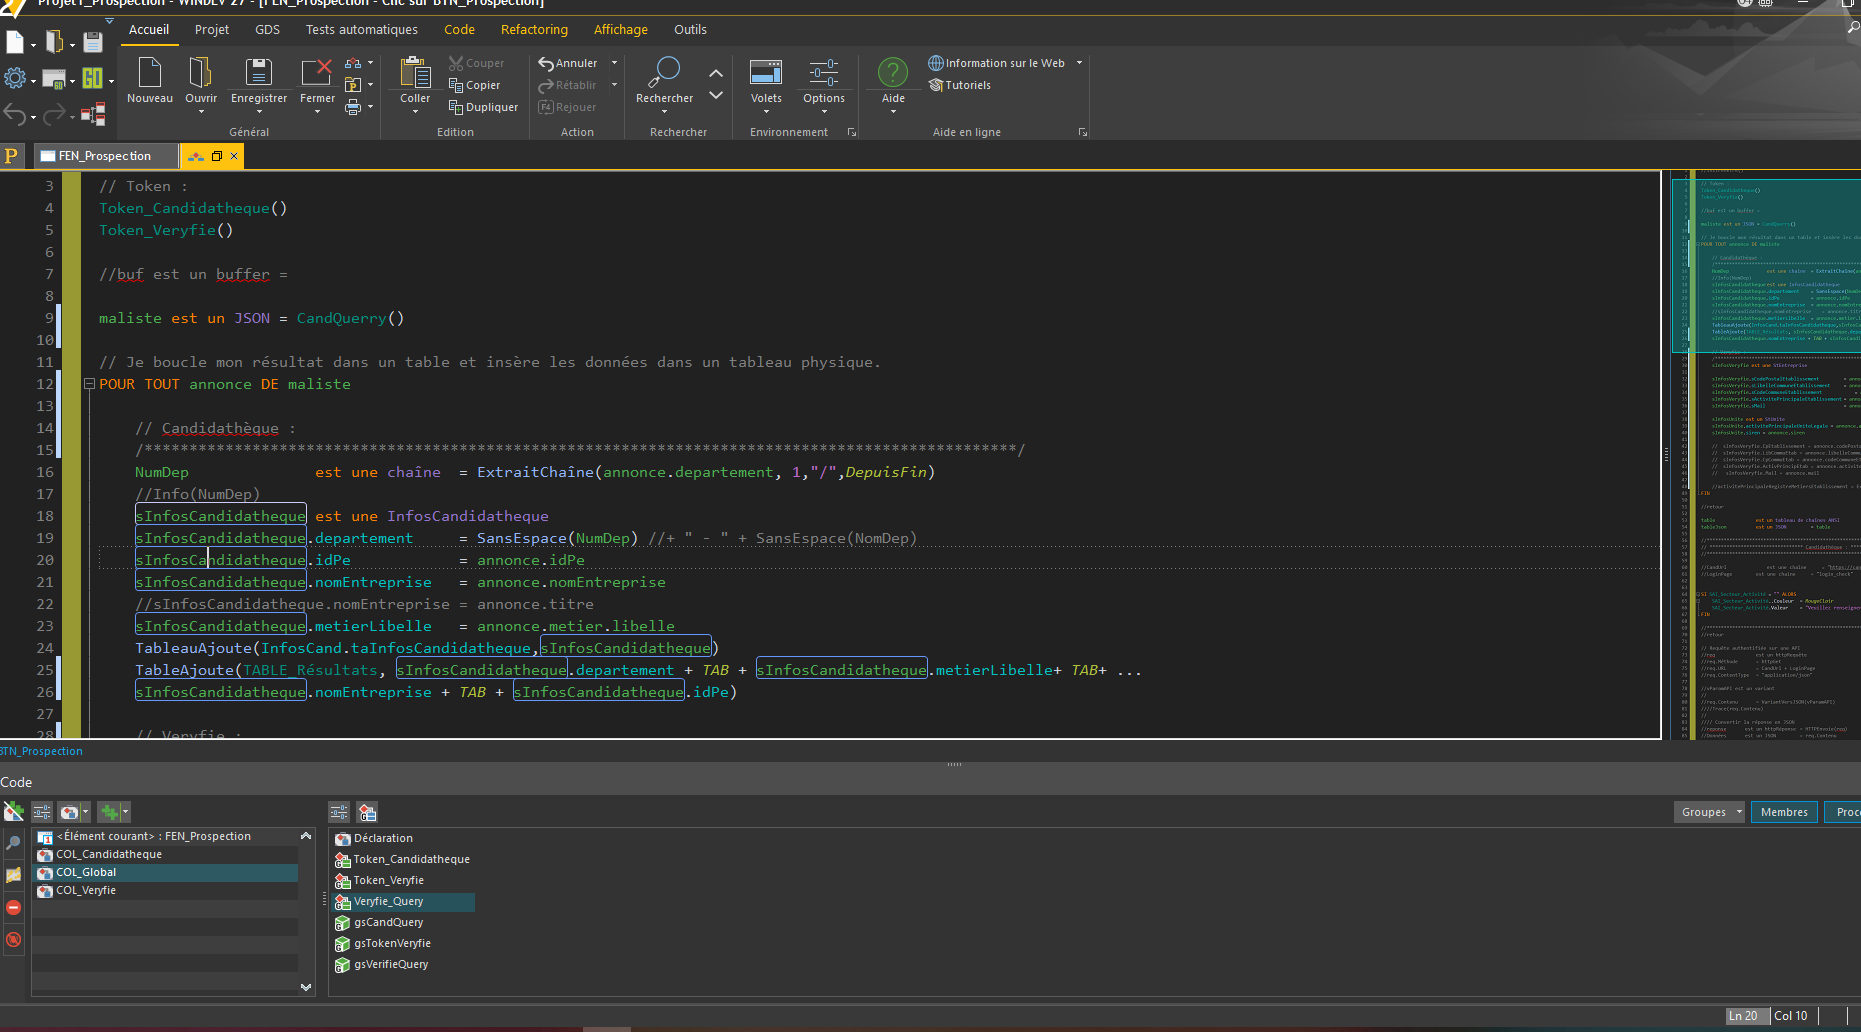 Projet1_Prospection - WINDEV 27 - [FEN_Prospection - Clic sur BTN_Prospection]
Accueil Projet GDS Tests automatiques Code Refactoring Affichage Outils
Nouveau Ouvrir Enregistrer Fermer
Général
Coller Couper Copier Dupliquer
Edition
Annuler Rétablir F4 Rejouer
Action
Rechercher
Rechercher
Volets Options
Environnement
Aide Information sur le Web Tutoriels
Aide en ligne
FEN_Prospection
3 // Token :
4 Token_Candidatheque()
5 Token_Veryfie()
6
7 //buf est un buffer =
8
9 maliste est un JSON = CandQuerry()
10
11 // Je boucle mon résultat dans un table et insère les données dans un tableau physique.
12 POUR TOUT annonce DE maliste
13
14 // Candidathèque :
15 /*************************************************************************************************/
16 NumDep est une chaîne = ExtraitChaîne(annonce.departement, 1,"/",DepuisFin)
17 //Info(NumDep)
18 sInfosCandidatheque est une InfosCandidatheque
19 sInfosCandidatheque.departement = SansEspace(NumDep) //+ " - " + SansEspace(NomDep)
20 sInfosCandidatheque.idPe = annonce.idPe
21 sInfosCandidatheque.nomEntreprise = annonce.nomEntreprise
22 //sInfosCandidatheque.nomEntreprise = annonce.titre
23 sInfosCandidatheque.metierLibelle = annonce.metier.libelle
24 TableauAjoute(InfosCand.taInfosCandidatheque,sInfosCandidatheque)
25 TableAjoute(TABLE_Résultats, sInfosCandidatheque.departement + TAB + sInfosCandidatheque.metierLibelle+ TAB+ ...
26 sInfosCandidatheque.nomEntreprise + TAB + sInfosCandidatheque.idPe)
27
28 // Veryfie :
BTN_Prospection
Code
Groupes Membres Proc
<Élément courant> : FEN_Prospection
COL_Candidatheque
COL_Global
COL_Veryfie
Déclaration
Token_Candidatheque
Token_Veryfie
Veryfie_Query
gsCandQuery
gsTokenVeryfie
gsVerifieQuery
Ln 20 Col 10